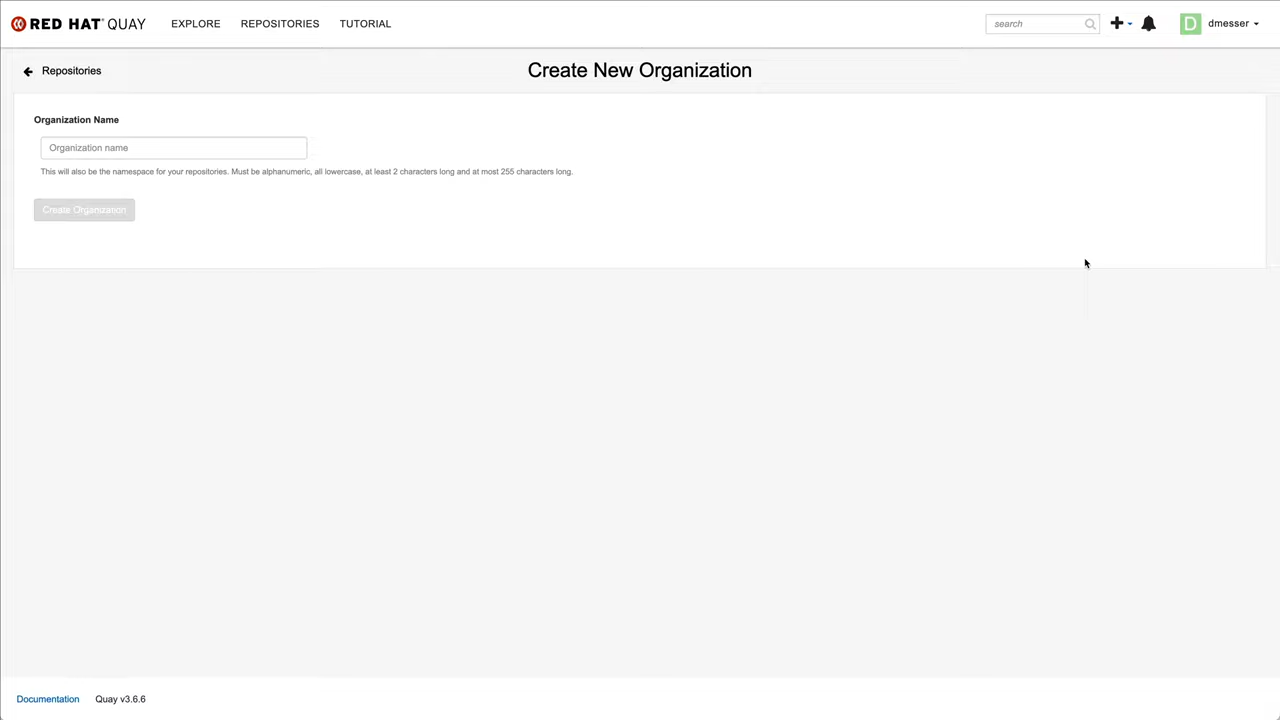 RED HAT QUAY EXPLORE REPOSITORIES TUTORIAL search D dmesser
Repositories Create New Organization
Organization Name
Organization name
This will also be the namespace for your repositories. Must be alphanumeric, all lowercase, at least 2 characters long and at most 255 characters long.
Create Organization
Documentation Quay v3.6.6